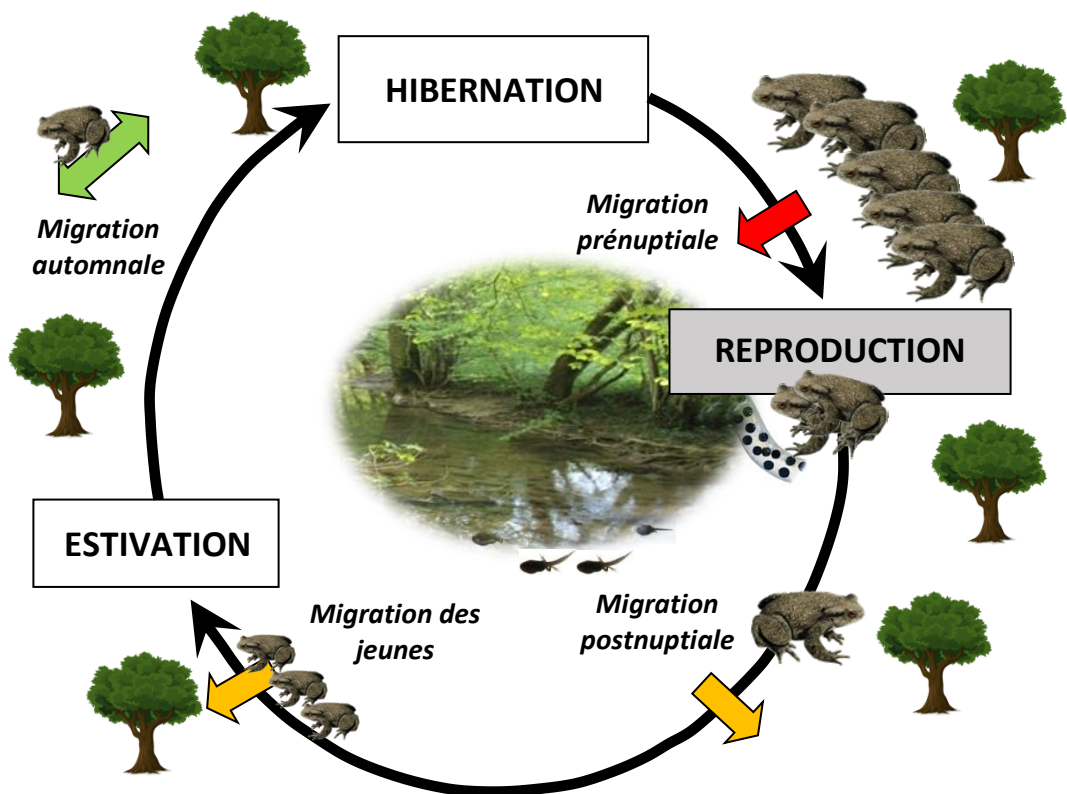 HIBERNATION
Migration
prénuptiale
Migration
automnale
REPRODUCTION
ESTIVATION
Migration des
jeunes
Migration
postnuptiale